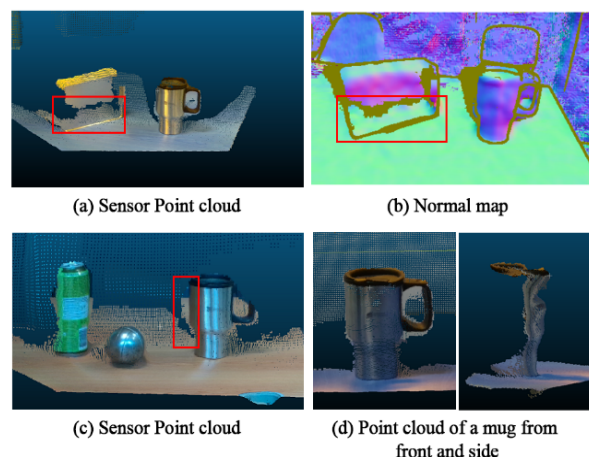 (a) Sensor Point cloud
(b) Normal map
(c) Sensor Point cloud
(d) Point cloud of a mug from
front and side